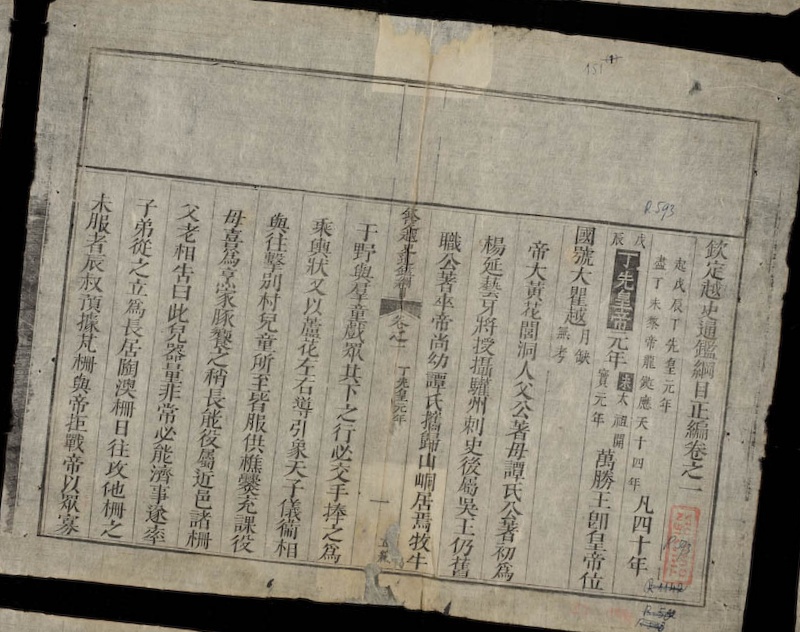 欽定越史通鑑綱目正編卷之一
起戊辰丁先皇元年
盡丁未黎帝龍鋌應天十四年
凡四十年
戊辰
丁先皇帝元年
宋太祖開寶元年
萬勝王卽皇帝位
國號大瞿越
月缺無考
帝大黃花閭洞人父公著母譚氏公著初爲
楊延藝牙將授攝驩州刺史後屬吳王仍舊
職公著卒帝尚幼譚氏攜歸山峒居焉牧牛
欽定越史通鑑綱目
卷之一
丁先皇元年
一
于野與羣童戲眾共下之行必交手捧之爲
乘輿狀又以蘆花左右導引象天子儀衞相
與往擊别村兒童所至皆服供樵爨充課役
母喜爲烹家豚饗之稍長能役屬近邑諸柵
父老相告曰此兒器量非常必能濟事遂率
子弟從之立爲長居陶澳柵日往攻他柵之
未服者辰叔預據芃柵與帝拒戰帝以眾寡
151
R.593